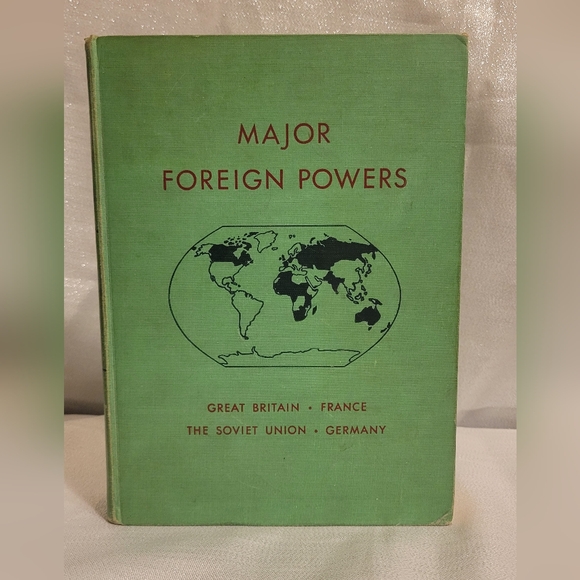 MAJOR
FOREIGN POWERS
GREAT BRITAIN • FRANCE
THE SOVIET UNION • GERMANY